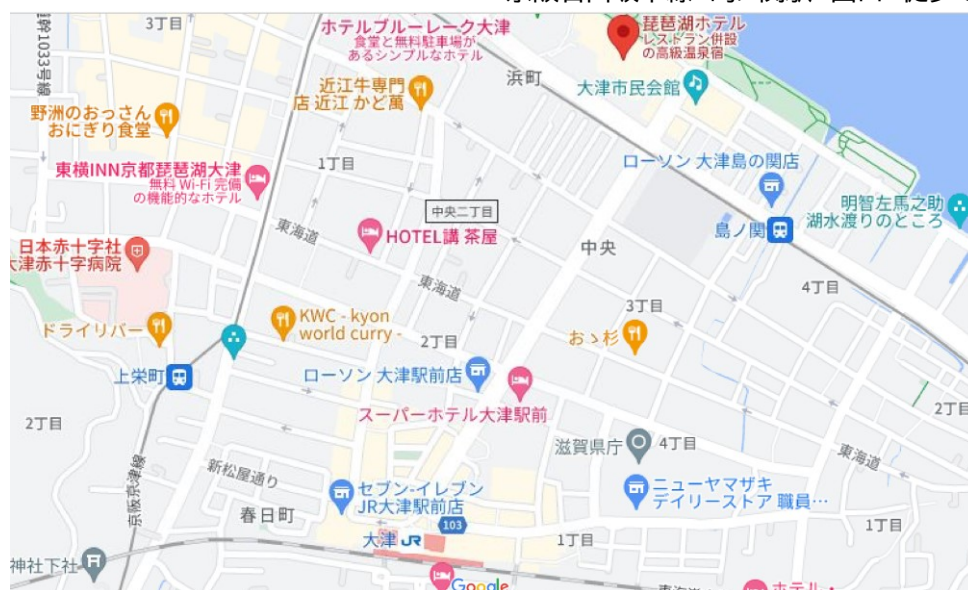 3丁目
幹1033号線
ホテルブルーレーク大津
食堂と無料駐車場が
あるシンプルなホテル
琵琶湖ホテル
レストラン併設
の高級温泉宿
浜町
大津市民会館
近江牛専門
店 近江 かど萬
野洲のおっさん
おにぎり食堂
1丁目
ローソン 大津島の関店
東横INN京都琵琶湖大津
無料 Wi-Fi 完備
の機能的なホテル
中央二丁目
明智左馬之助
湖水渡りのところ
東海道
HOTEL講 茶屋
島ノ関
中央
日本赤十字社
大津赤十字病院
東海道
4丁目
3丁目
KWC - kyon
world curry -
ドライリバー
2丁目
おゝ杉
上栄町
ローソン 大津駅前店
スーパーホテル大津駅前
2丁目
2丁目
滋賀県庁
4丁目
東海道
新松屋通り
京阪京津線
セブン-イレブン
JR大津駅前店
ニューヤマザキ
デイリーストア 職員…
春日町
103
1丁目
大津 JR
1丁目
神社下社
Google
ホテル・